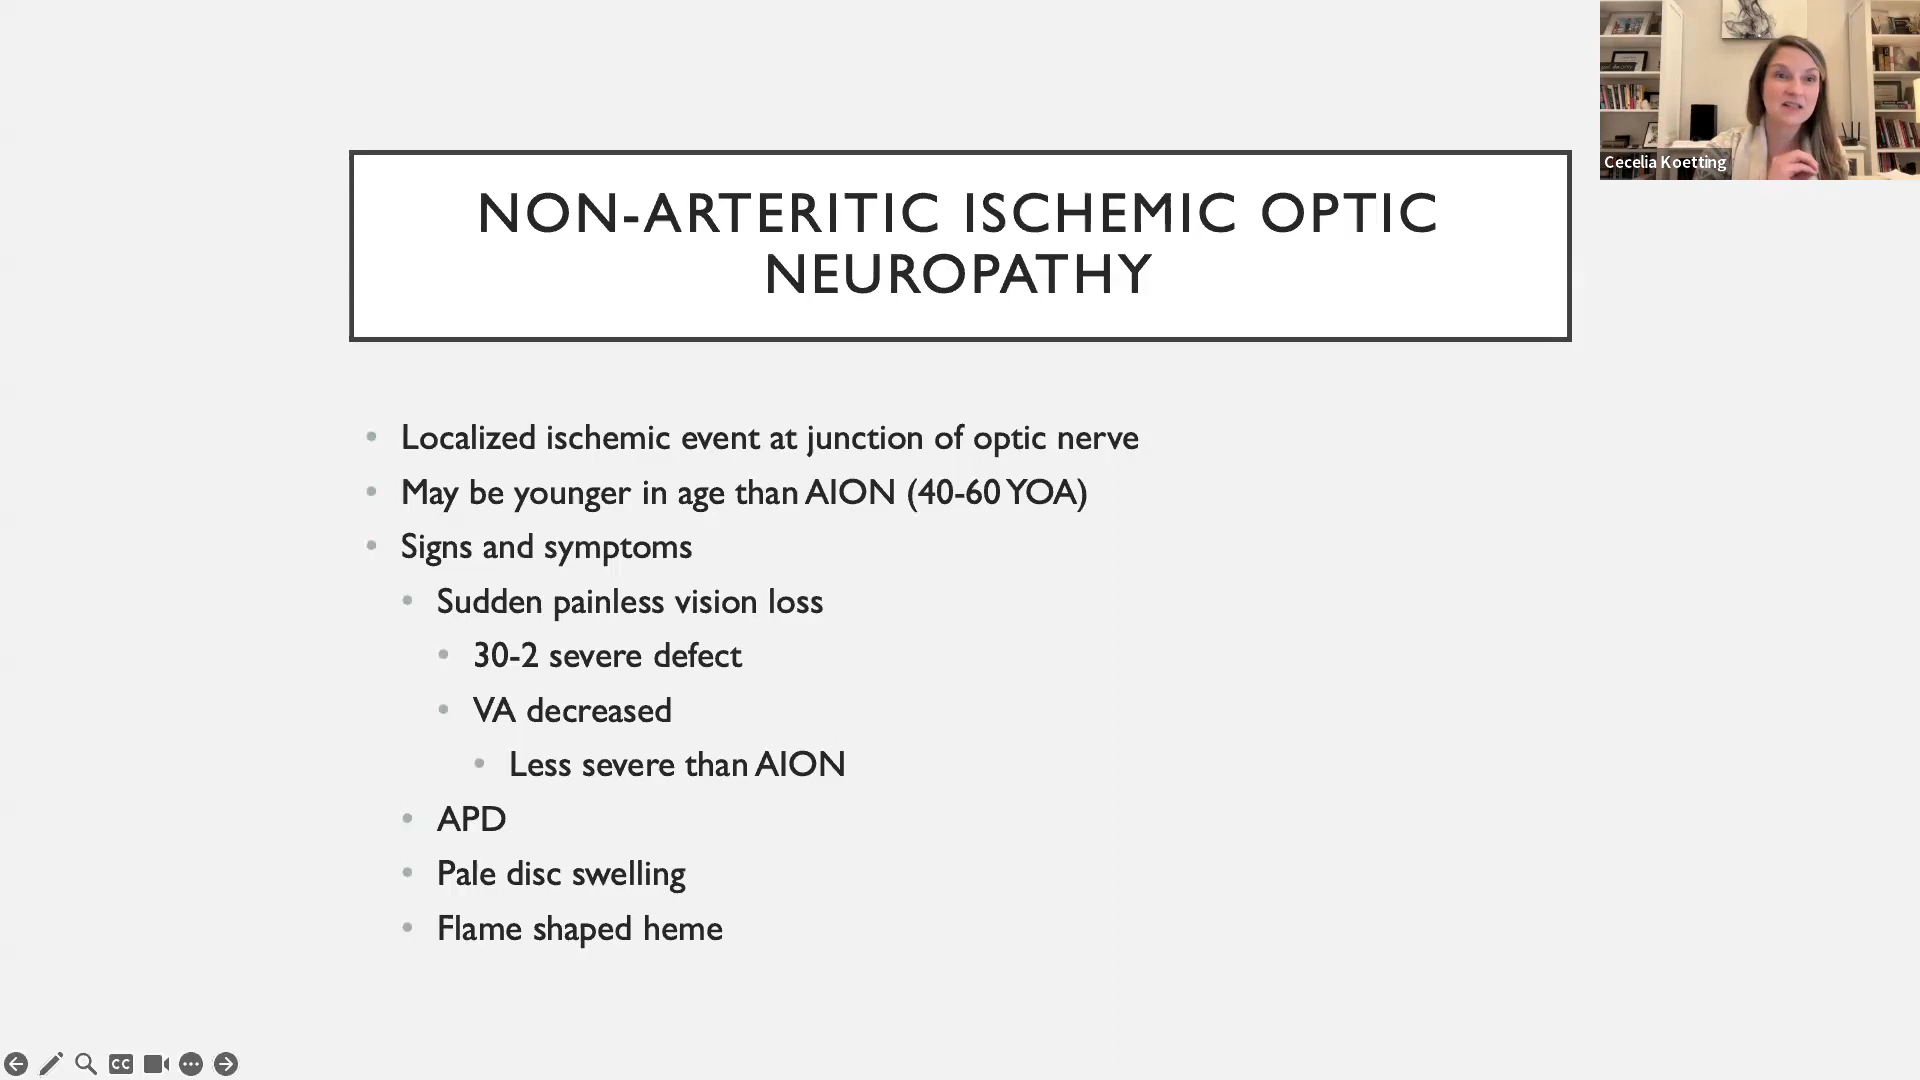 Cecelia Koetting
NON-ARTERITIC ISCHEMIC OPTIC
NEUROPATHY
• Localized ischemic event at junction of optic nerve
• May be younger in age than AION (40-60 YOA)
• Signs and symptoms
• Sudden painless vision loss
• 30-2 severe defect
• VA decreased
• Less severe than AION
• APD
• Pale disc swelling
• Flame shaped heme
CC